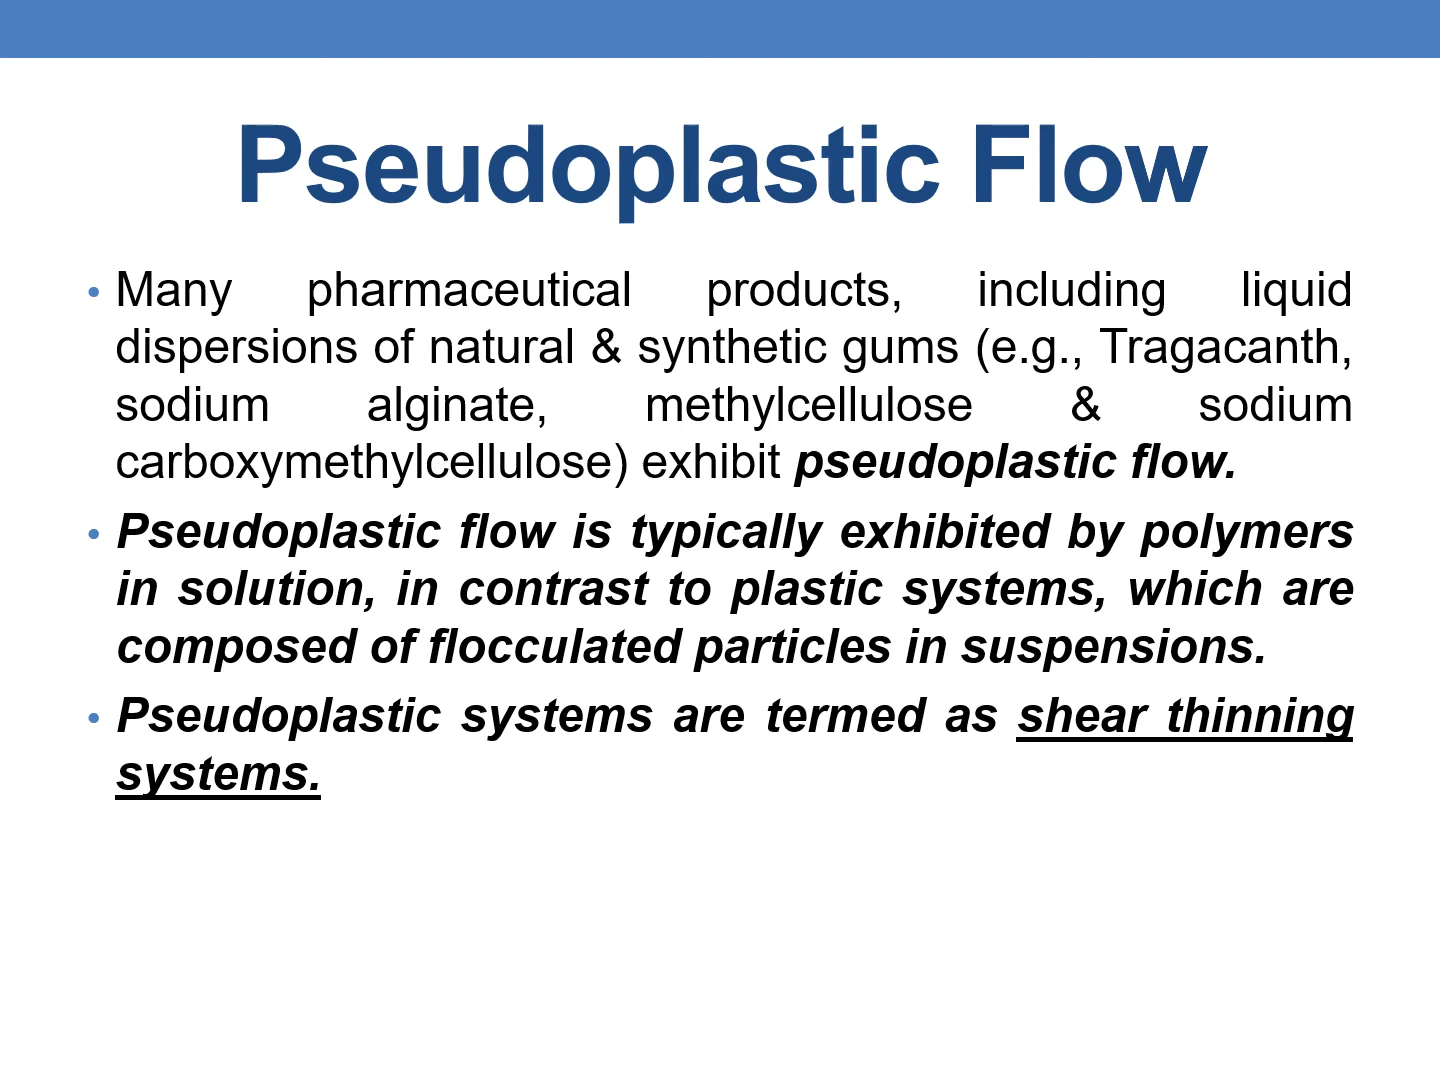 Pseudoplastic Flow
• Many pharmaceutical products, including liquid
dispersions of natural & synthetic gums (e.g., Tragacanth,
sodium alginate, methylcellulose & sodium
carboxymethylcellulose) exhibit pseudoplastic flow.
• Pseudoplastic flow is typically exhibited by polymers
in solution, in contrast to plastic systems, which are
composed of flocculated particles in suspensions.
• Pseudoplastic systems are termed as shear thinning
systems.